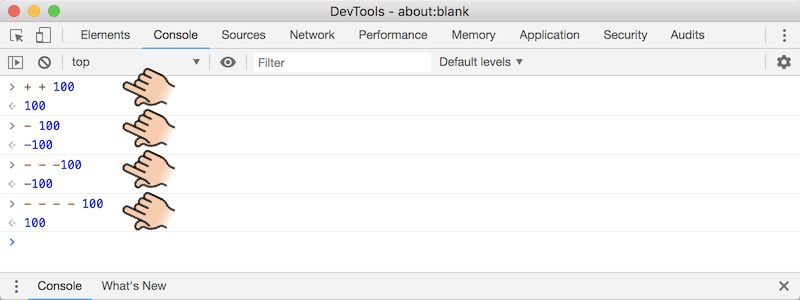 DevTools - about:blank
Elements Console Sources Network Performance Memory Application Security Audits
top Filter Default levels
> + + 100
100
> - 100
-100
> - - -100
-100
> - - - - 100
100
>
Console What's New